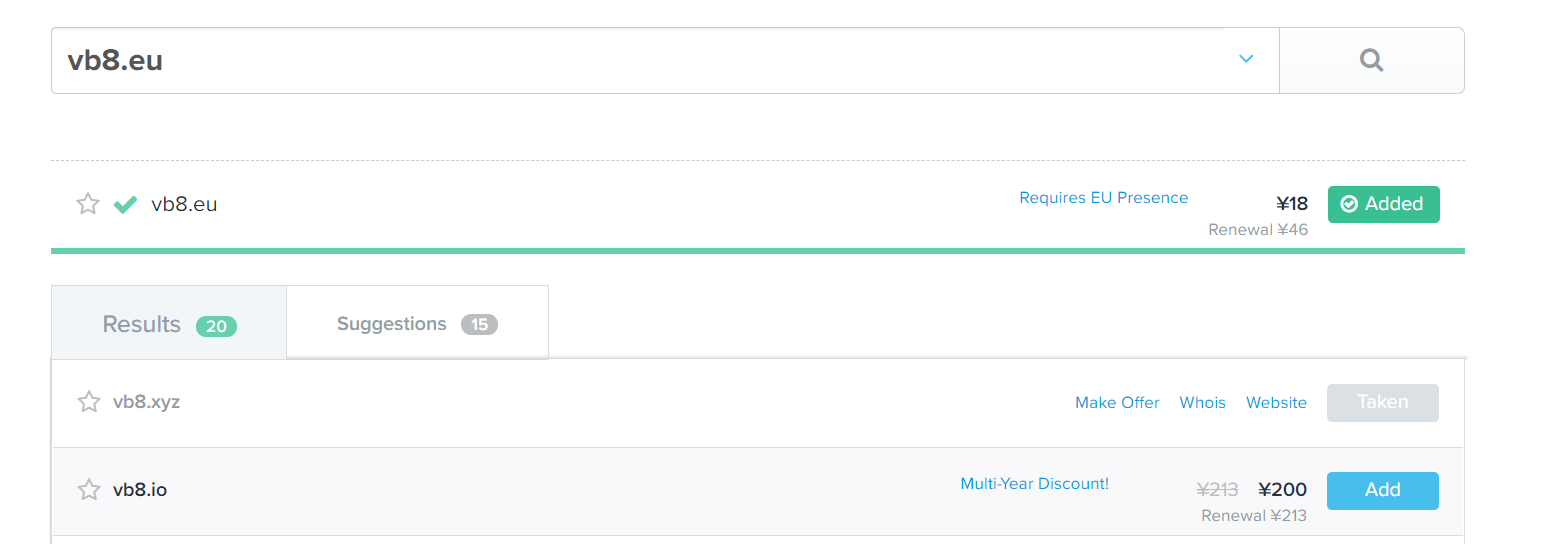 vb8.eu
vb8.eu
Requires EU Presence
¥18
Added
Renewal ¥46
Results 20
Suggestions 15
vb8.xyz
Make Offer Whois Website Taken
vb8.io
Multi-Year Discount!
¥213 ¥200
Add
Renewal ¥213